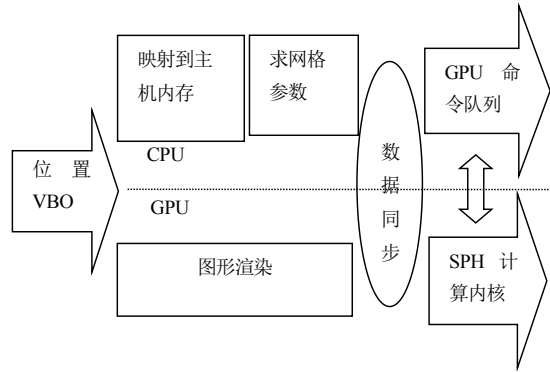 映射到主
机内存
求网格
参数
GPU 命
令队列
CPU
位 置
VBO
GPU
数
据
同
步
图形渲染
SPH 计
算内核